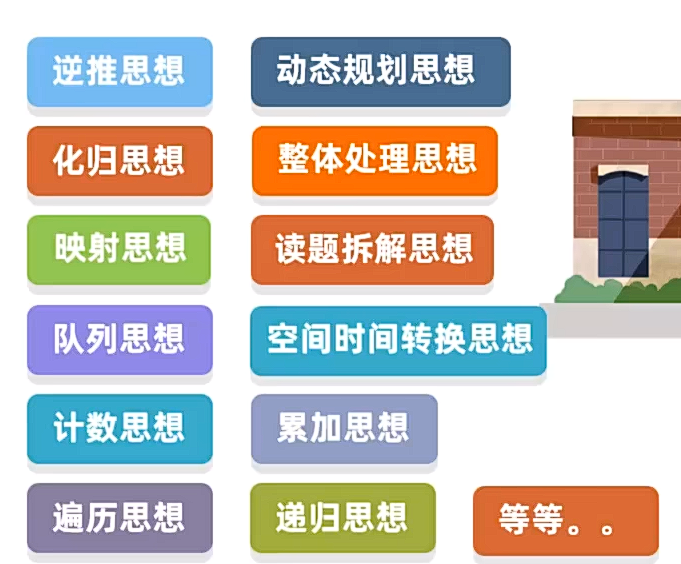 逆推思想
动态规划思想
化归思想
整体处理思想
映射思想
读题拆解思想
队列思想
空间时间转换思想
计数思想
累加思想
遍历思想
递归思想
等等。。